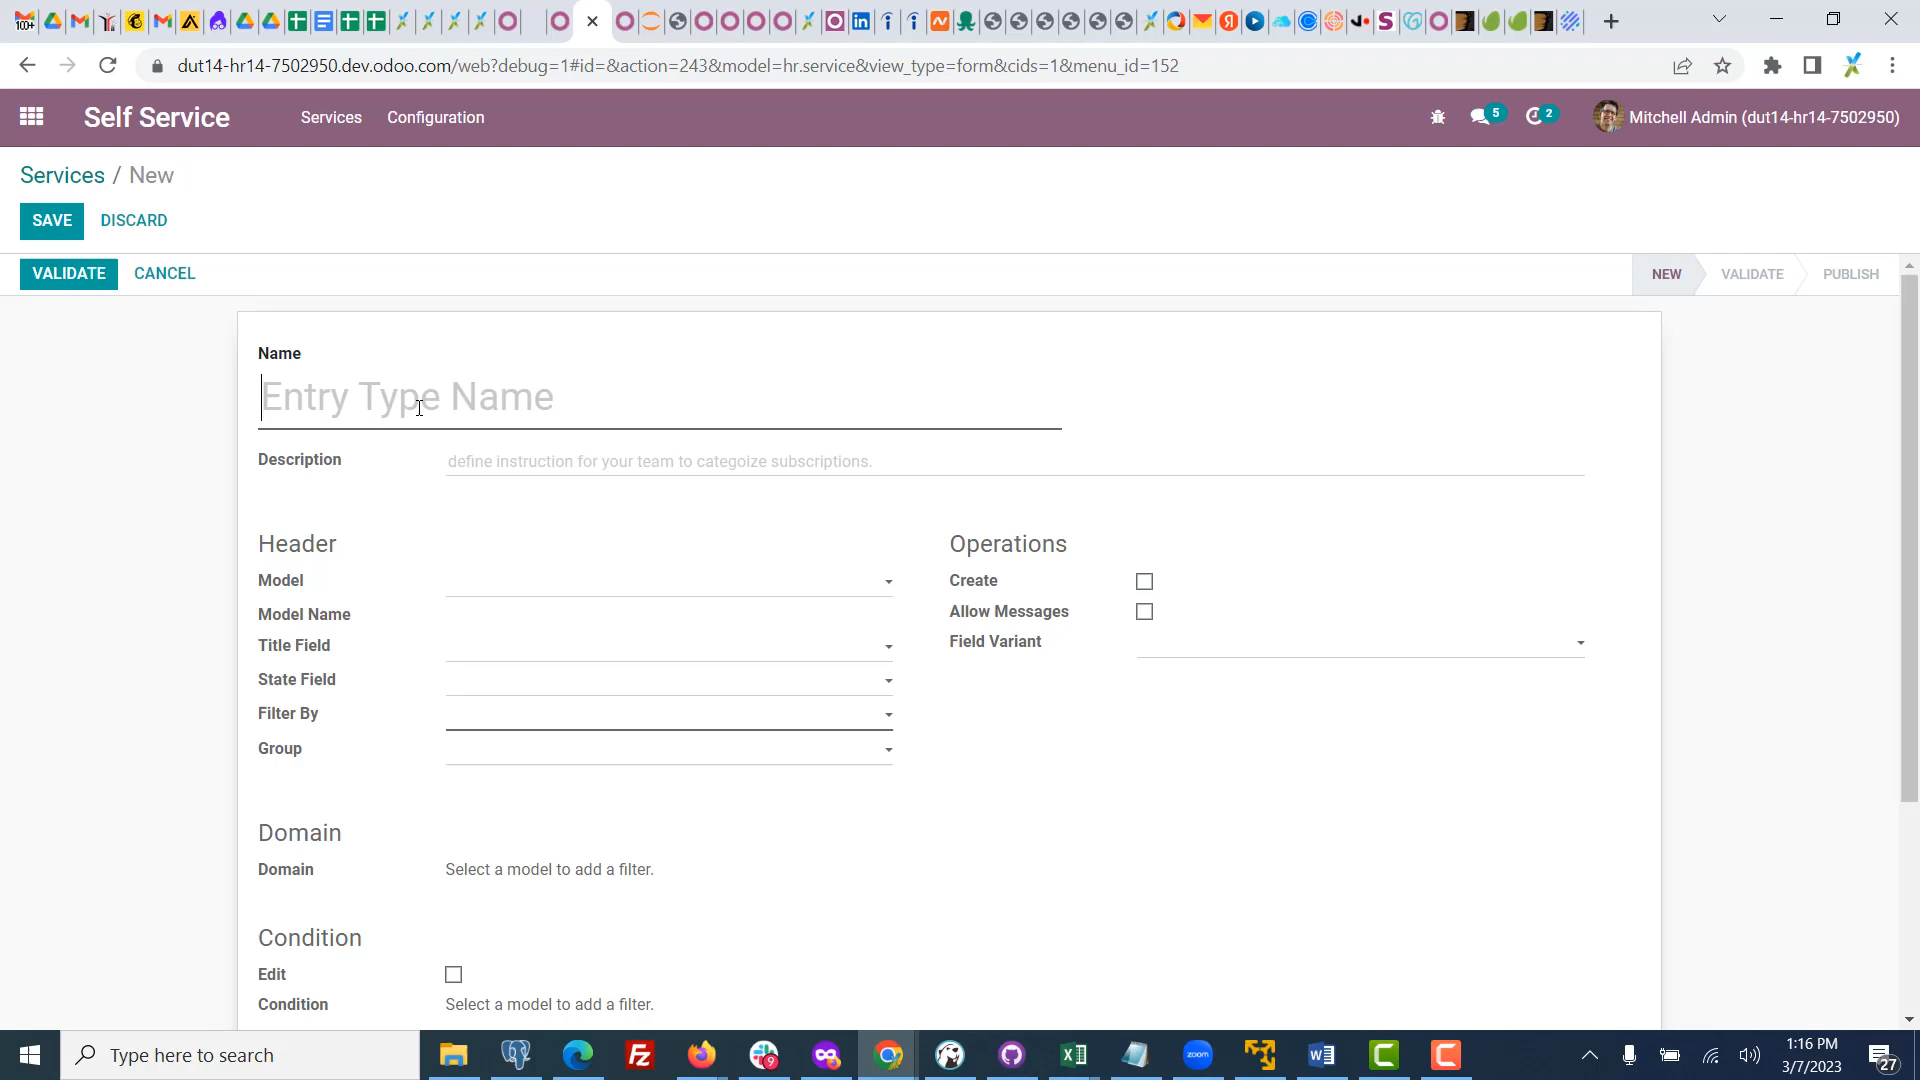 dut14-hr14-7502950.dev.odoo.com/web?debug=1#id=&action=243&model=hr.service&view_type=form&cids=1&menu_id=152
Self Service Services Configuration 5 2 Mitchell Admin (dut14-hr14-7502950)
Services / New
SAVE DISCARD
VALIDATE CANCEL NEW VALIDATE PUBLISH
Name
Entry Type Name
Description define instruction for your team to categoize subscriptions.
Header Operations
Model Create
Model Name Allow Messages
Title Field Field Variant
State Field
Filter By
Group
Domain
Domain Select a model to add a filter.
Condition
Edit
Condition Select a model to add a filter.
Type here to search 1:16 PM
3/7/2023 27